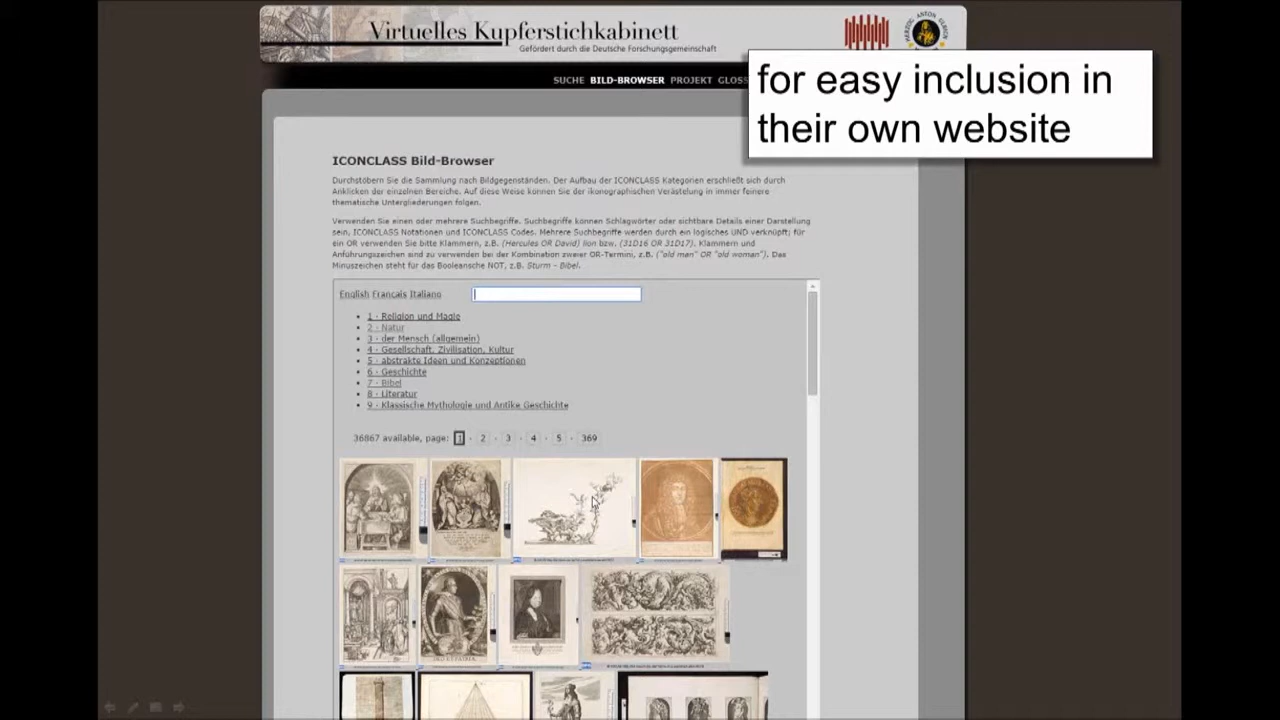 Virtuelles Kupferstichkabinett
Gefördert durch die Deutsche Forschungsgemeinschaft
for easy inclusion in
their own website
SUCHE BILD-BROWSER PROJEKT GLOSS
ICONCLASS Bild-Browser
Durchstöbern Sie die Sammlung nach Bildgegenständen. Der Aufbau der ICONCLASS Kategorien erschließt sich durch
Anklicken der einzelnen Bereiche. Auf diese Weise können Sie der ikonographischen Verästelung in immer feinere
thematische Untergliederungen folgen.
Verwenden Sie einen oder mehrere Suchbegriffe. Suchbegriffe können Schlagwörter oder sichtbare Details einer Darstellung
sein, ICONCLASS Notationen und ICONCLASS Codes. Mehrere Suchbegriffe werden durch ein logisches UND verknüpft; für
ein OR verwenden Sie bitte Klammern, z.B. (Hercules OR David) lion bzw. (31D16 OR 31D17). Klammern und
Anführungszeichen sind zu verwenden bei der Kombination zweier OR-Termini, z.B. ("old man" OR "old woman"). Das
Minuszeichen steht für das Booleansche NOT, z.B. Sturm - Bibel.
English Francais Italiano
1 - Religion und Magie
2 - Natur
3 - der Mensch (allgemein)
4 - Gesellschaft, Zivilisation, Kultur
5 - abstrakte Ideen und Konzeptionen
6 - Geschichte
7 - Bibel
8 - Literatur
9 - Klassische Mythologie und Antike Geschichte
36867 available, page: 1 - 2 - 3 - 4 - 5 - 369